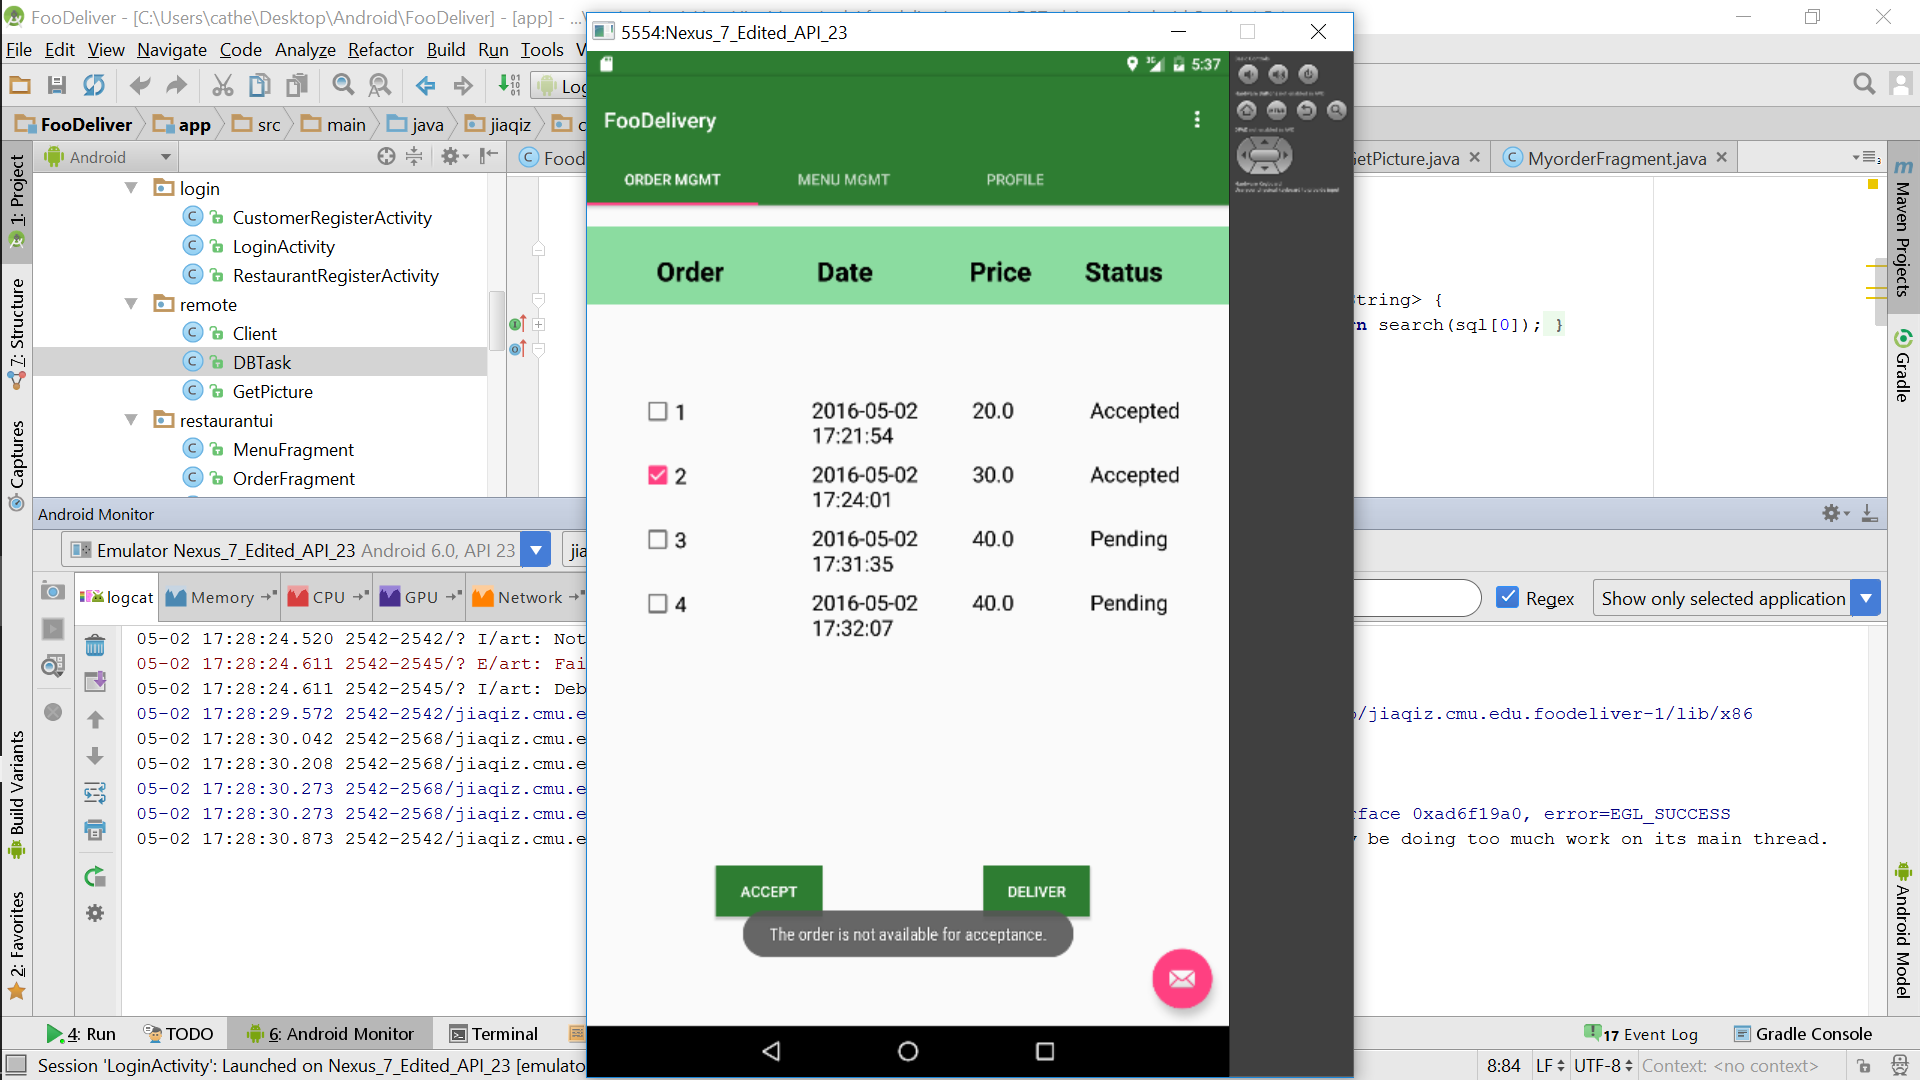 FooDeliver - [C:\Users\cathe\Desktop\Android\FooDeliver] - [app] -
5554:Nexus_7_Edited_API_23
File Edit View Navigate Code Analyze Refactor Build Run Tools
FooDeliver app src main java jiaqiz
Android
GetPicture.java MyorderFragment.java
1: Project
7: Structure
Captures
Build Variants
2: Favorites
login
CustomerRegisterActivity
LoginActivity
RestaurantRegisterActivity
remote
Client
DBTask
GetPicture
restaurantui
MenuFragment
OrderFragment
5:37
FooDelivery
ORDER MGMT MENU MGMT PROFILE
Order Date Price Status
1 2016-05-02 20.0 Accepted
17:21:54
2 2016-05-02 30.0 Accepted
17:24:01
3 2016-05-02 40.0 Pending
17:31:35
4 2016-05-02 40.0 Pending
17:32:07
ACCEPT DELIVER
The order is not available for acceptance.
String> {
rn search(sql[0]); }
m Maven Projects
Gradle
Android Model
Android Monitor
Emulator Nexus_7_Edited_API_23 Android 6.0, API 23 jia
logcat Memory CPU GPU Network
Regex Show only selected application
05-02 17:28:24.520 2542-2542/? I/art: Not
05-02 17:28:24.611 2542-2545/? E/art: Fai
05-02 17:28:24.611 2542-2545/? I/art: Deb
05-02 17:28:29.572 2542-2542/jiaqiz.cmu.e /jiaqiz.cmu.edu.foodeliver-1/lib/x86
05-02 17:28:30.042 2542-2568/jiaqiz.cmu.e
05-02 17:28:30.208 2542-2568/jiaqiz.cmu.e
05-02 17:28:30.273 2542-2568/jiaqiz.cmu.e
05-02 17:28:30.273 2542-2568/jiaqiz.cmu.e rface 0xad6f19a0, error=EGL_SUCCESS
05-02 17:28:30.873 2542-2542/jiaqiz.cmu.e y be doing too much work on its main thread.
4: Run TODO 6: Android Monitor Terminal 17 Event Log Gradle Console
Session 'LoginActivity': Launched on Nexus_7_Edited_API_23 [emulato 8:84 LF UTF-8 Context: <no context>